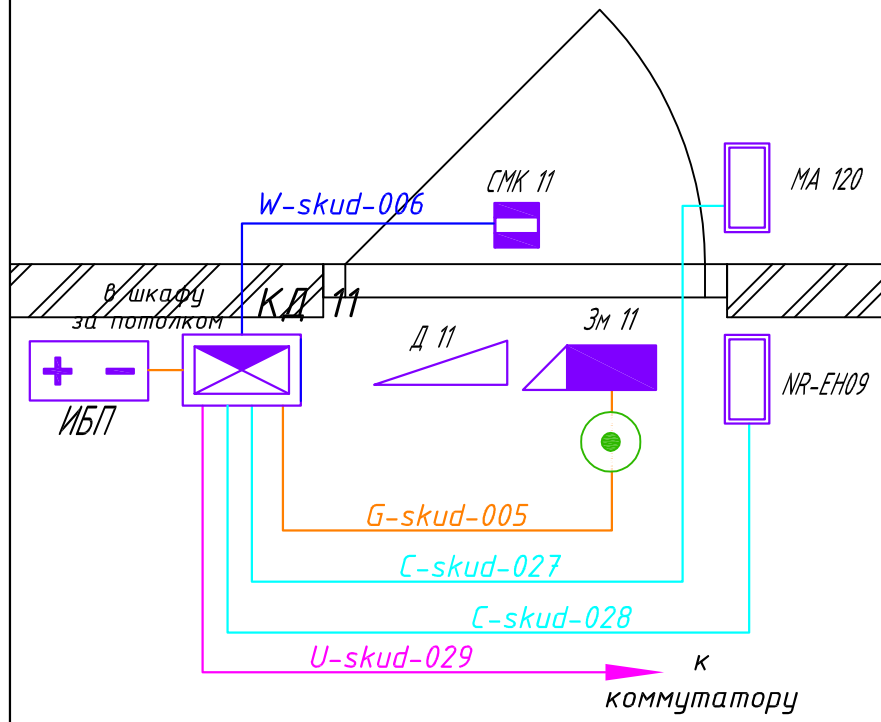 СМК 11
МА 120
W-skud-006
в шкафу
за потолком
КД 11
Д 11
Зм 11
NR-EH09
ИБП
G-skud-005
C-skud-027
C-skud-028
U-skud-029
к
коммутатору